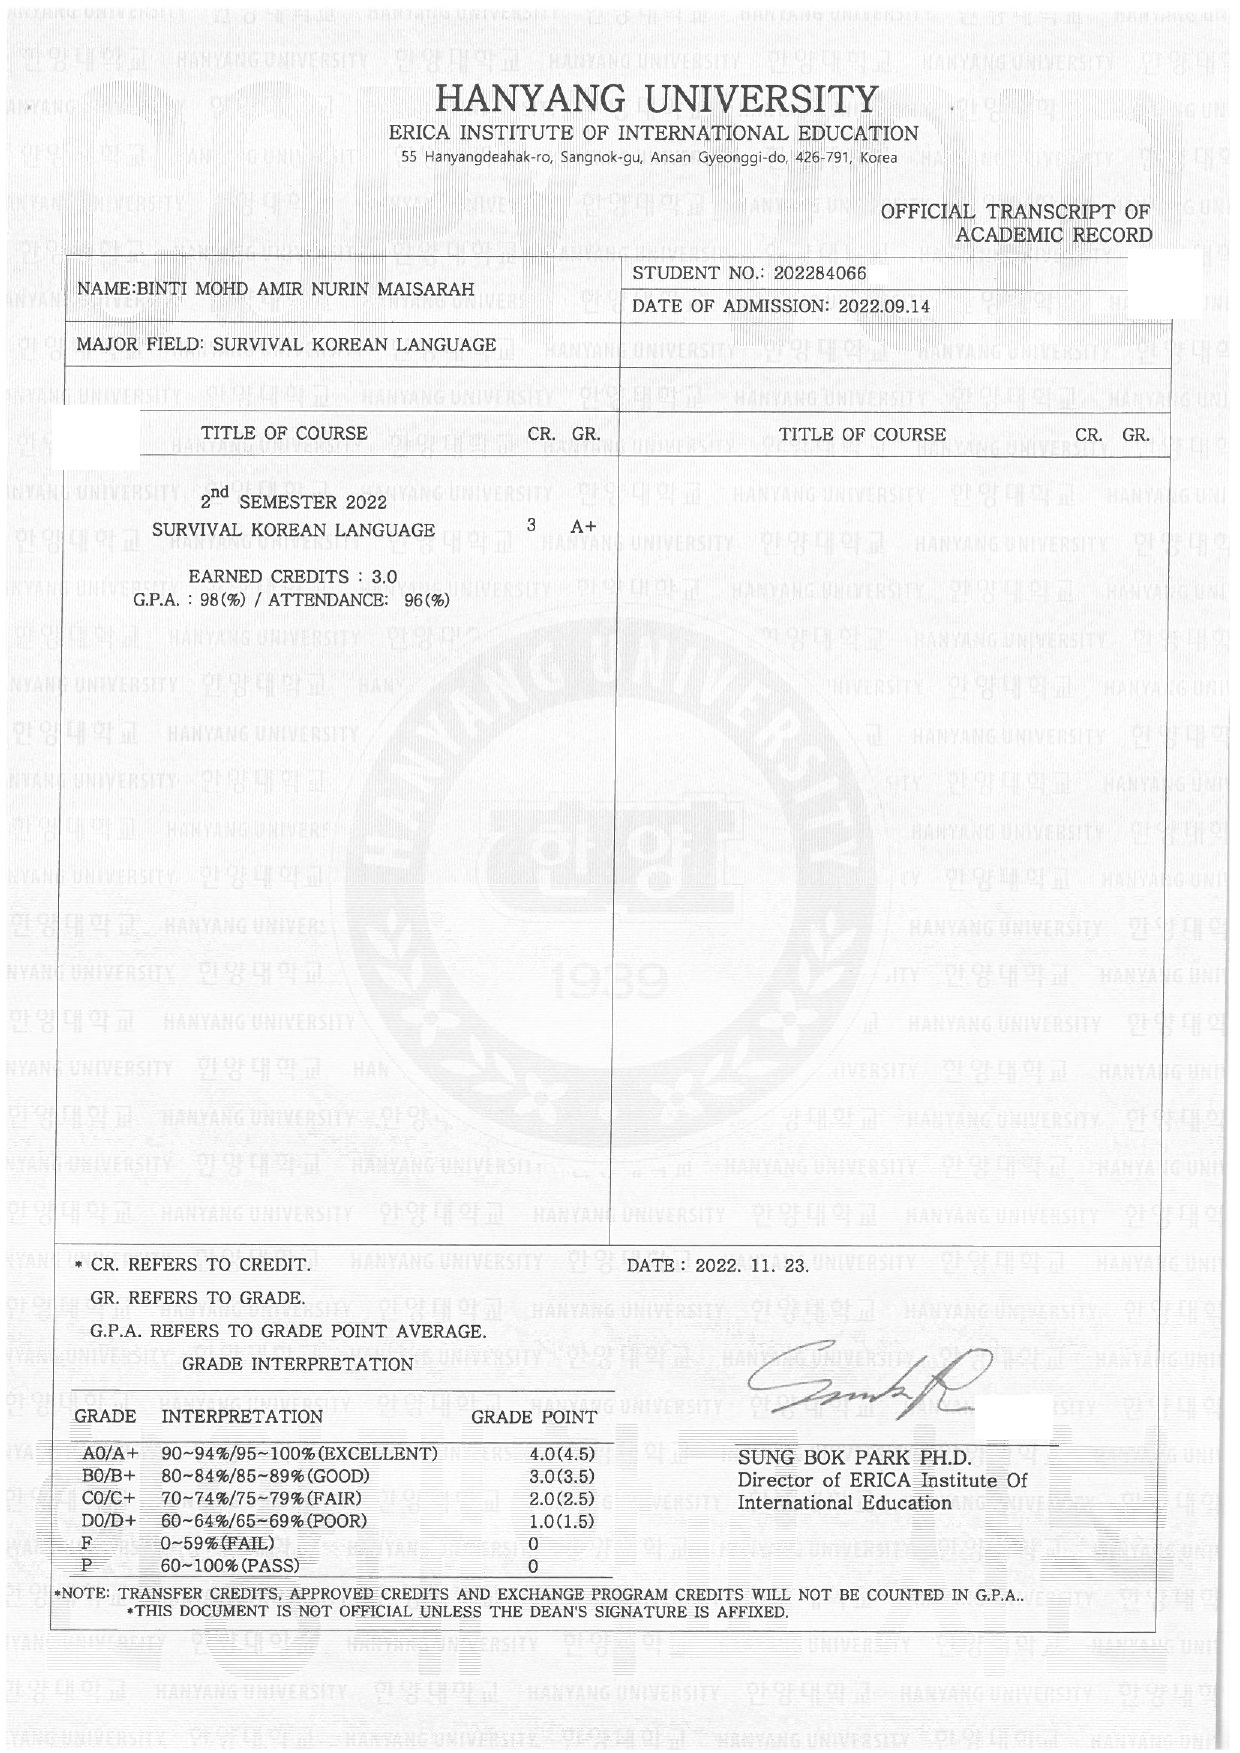 HANYANG UNIVERSITY
ERICA INSTITUTE OF INTERNATIONAL EDUCATION
55 Hanyangdeahak-ro, Sangnok-gu, Ansan Gyeonggi-do, 426-791, Korea
OFFICIAL TRANSCRIPT OF
ACADEMIC RECORD
NAME:BINTI MOHD AMIR NURIN MAISARAH
STUDENT NO.: 202284066
DATE OF ADMISSION: 2022.09.14
MAJOR FIELD: SURVIVAL KOREAN LANGUAGE
TITLE OF COURSE CR. GR. TITLE OF COURSE CR. GR.
2nd SEMESTER 2022
SURVIVAL KOREAN LANGUAGE 3 A+
EARNED CREDITS : 3.0
G.P.A. : 98(%) / ATTENDANCE: 96(%)
HANYANG UNIVERSITY
한양
1939
* CR. REFERS TO CREDIT.
DATE : 2022. 11. 23.
GR. REFERS TO GRADE.
G.P.A. REFERS TO GRADE POINT AVERAGE.
GRADE INTERPRETATION
GRADE INTERPRETATION GRADE POINT
A0/A+ 90~94%/95~100%(EXCELLENT) 4.0(4.5)
B0/B+ 80~84%/85~89%(GOOD) 3.0(3.5)
C0/C+ 70~74%/75~79%(FAIR) 2.0(2.5)
D0/D+ 60~64%/65~69%(POOR) 1.0(1.5)
F 0~59%(FAIL) 0
P 60~100%(PASS) 0
SUNG BOK PARK PH.D.
Director of ERICA Institute Of
International Education
*NOTE: TRANSFER CREDITS, APPROVED CREDITS AND EXCHANGE PROGRAM CREDITS WILL NOT BE COUNTED IN G.P.A..
*THIS DOCUMENT IS NOT OFFICIAL UNLESS THE DEAN'S SIGNATURE IS AFFIXED.